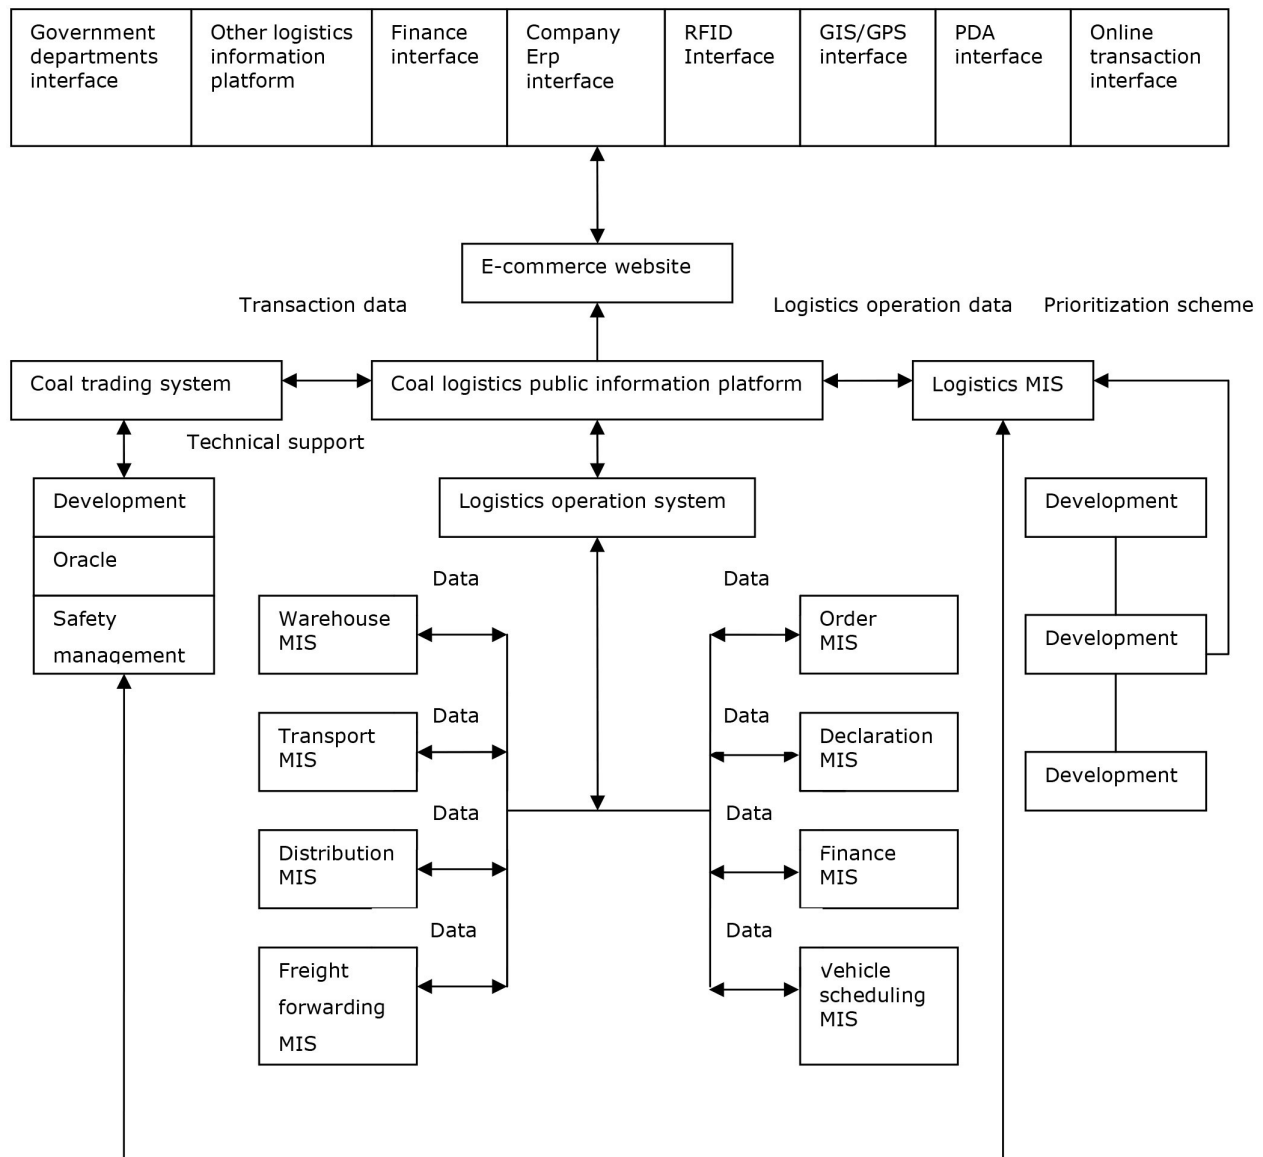 Government
departments
interface
Other logistics
information
platform
Finance
interface
Company
Erp
interface
RFID
Interface
GIS/GPS
interface
PDA
interface
Online
transaction
interface
E-commerce website
Transaction data
Logistics operation data
Prioritization scheme
Coal trading system
Coal logistics public information platform
Logistics MIS
Technical support
Development
Oracle
Safety
management
Logistics operation system
Development
Development
Development
Data
Data
Warehouse
MIS
Order
MIS
Data
Data
Transport
MIS
Declaration
MIS
Data
Data
Distribution
MIS
Finance
MIS
Data
Data
Freight
forwarding
MIS
Vehicle
scheduling
MIS